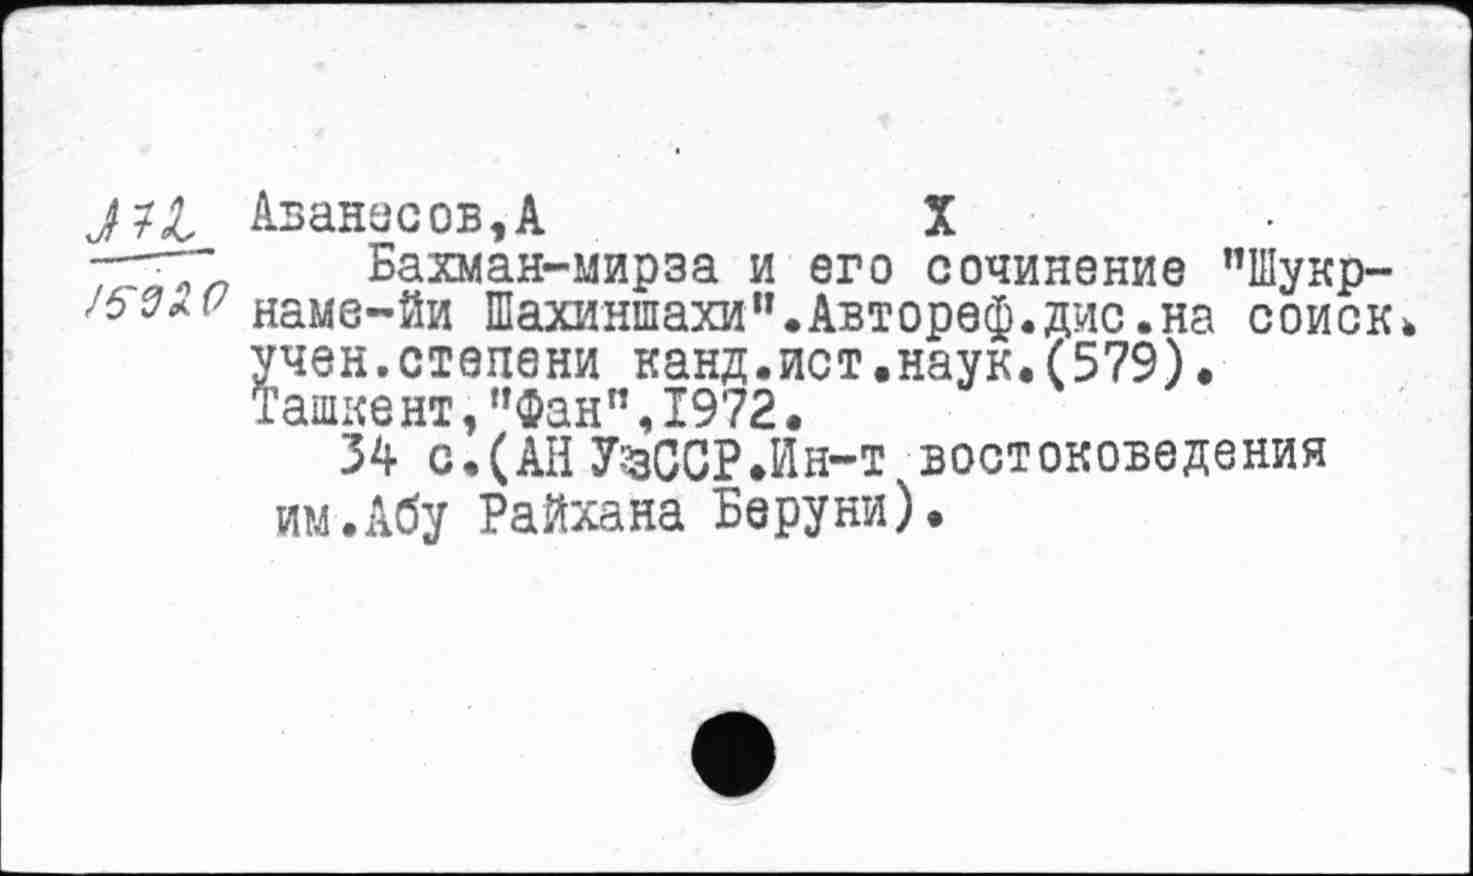 Аванесов,А Х
Бахман-мирза и его сочинение "Шукр-
15920 наме-йи Шахиншахи".Автореф.дис.на соиск.
учен.степени канд.ист.наук.(579).
Ташкент,"Фан",1972.
34 с.(АН УзССР.Ин-т востоковедения
им.Абу Райхана Беруни).